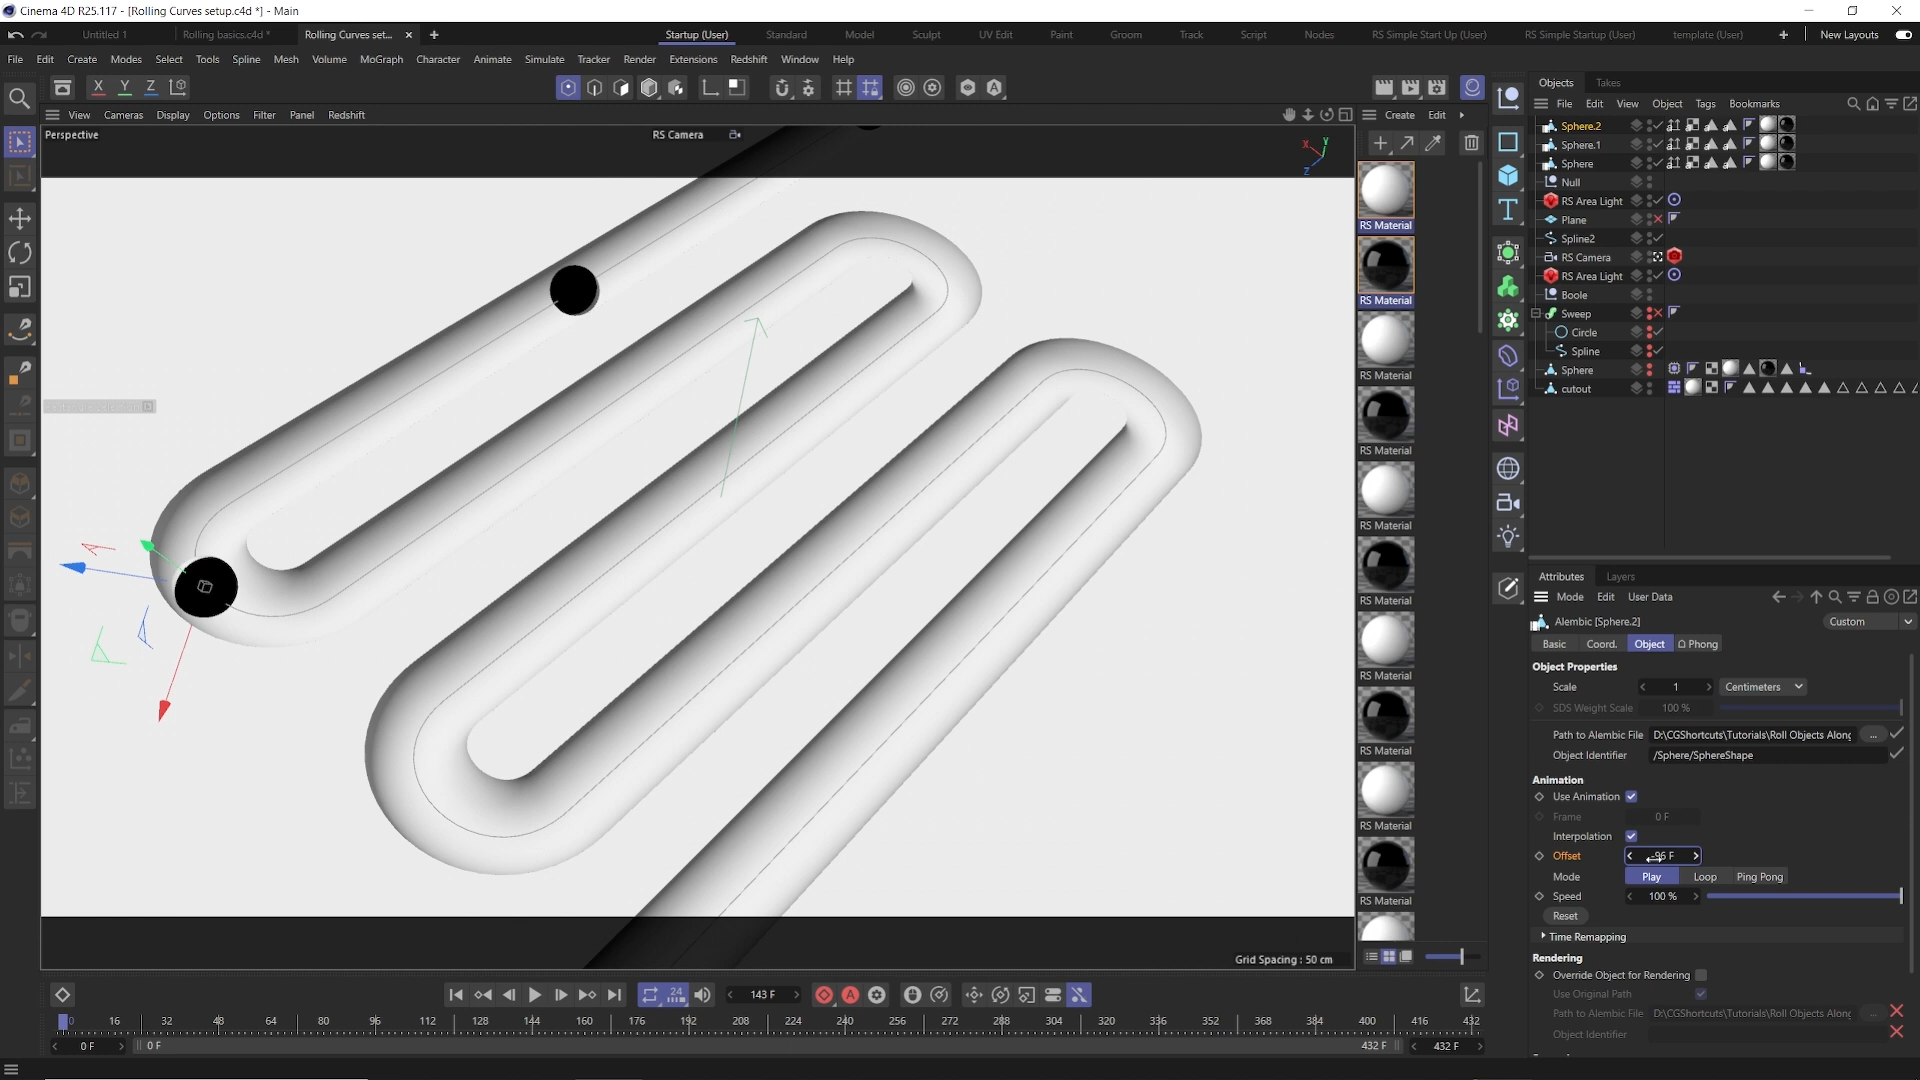 Cinema 4D R25.117 - [Rolling Curves setup.c4d *] - Main
Untitled 1 Rolling basics.c4d * Rolling Curves set... Startup (User) Standard Model Sculpt UV Edit Paint Groom Track Script Nodes RS Simple Start Up (User) RS Simple Startup (User) template (User) New Layouts
File Edit Create Modes Select Tools Spline Mesh Volume MoGraph Character Animate Simulate Tracker Render Extensions Redshift Window Help
Objects Takes
File Edit View Object Tags Bookmarks
X Y Z
View Cameras Display Options Filter Panel Redshift
Create Edit
Perspective RS Camera
X Y Z
Sphere.2
Sphere.1
Sphere
Null
RS Area Light
Plane
Spline2
RS Camera
RS Area Light
Boole
Sweep
Circle
Spline
Sphere
cutout
RS Material
RS Material
RS Material
RS Material
RS Material
RS Material
RS Material
RS Material
RS Material
RS Material
Attributes Layers
Mode Edit User Data
Alembic [Sphere.2] Custom
Basic Coord. Object Phong
Object Properties
Scale 1 Centimeters
SDS Weight Scale 100 %
Path to Alembic File D:\CGShortcuts\Tutorials\Roll Objects Along ...
Object Identifier /Sphere/SphereShape
Animation
Use Animation
Frame 0 F
Interpolation
Offset -96 F
Mode Play Loop Ping Pong
Speed 100 %
Reset
Time Remapping
Rendering
Override Object for Rendering
Use Original Path
Path to Alembic File D:\CGShortcuts\Tutorials\Roll Objects Along ...
Object Identifier
Grid Spacing : 50 cm
24 143 F
0 16 32 48 64 80 96 112 128 144 160 176 192 208 224 240 256 272 288 304 320 336 352 368 384 400 416 432
0 F 0 F 432 F 432 F